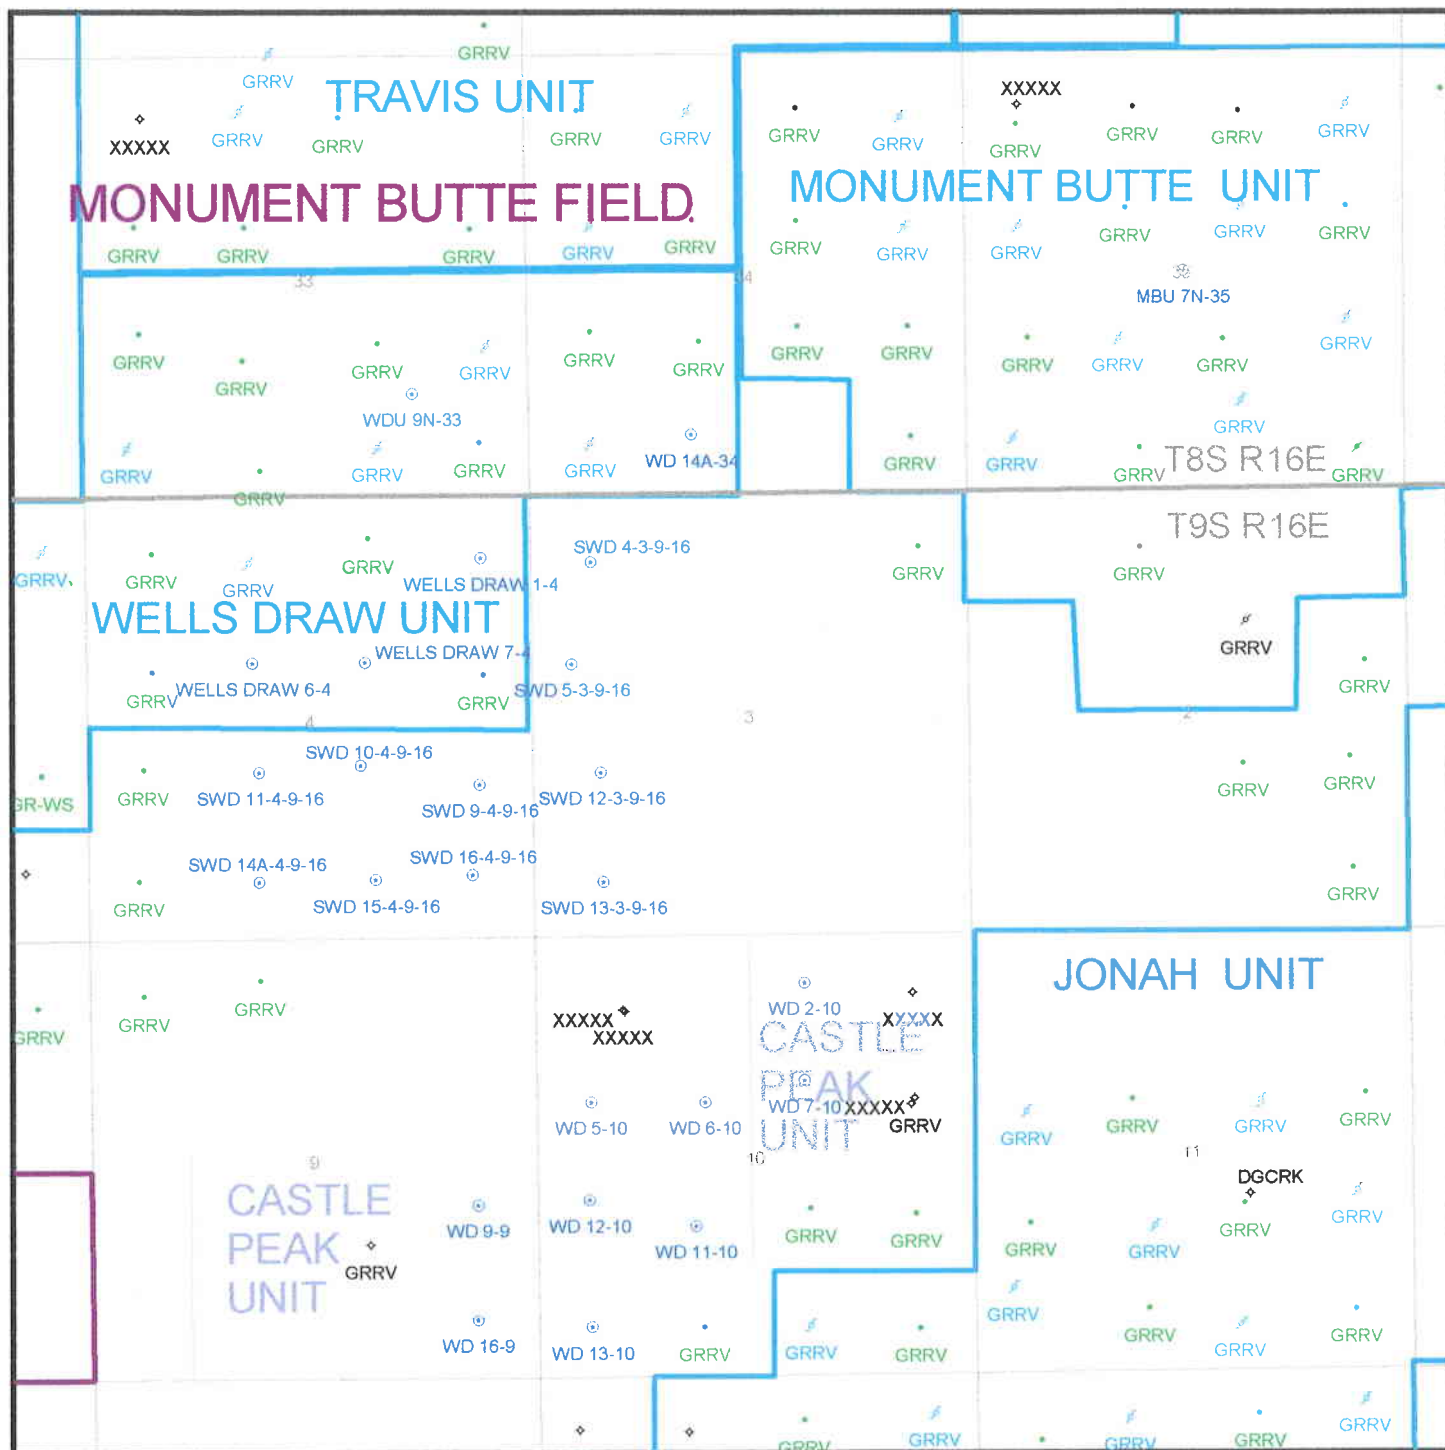 GRRV
GRRV
TRAVIS UNIT
XXXXX
XXXXX
GRRV GRRV GRRV GRRV GRRV GRRV GRRV GRRV GRRV GRRV
MONUMENT BUTTE FIELD
MONUMENT BUTTE UNIT
GRRV GRRV GRRV GRRV GRRV GRRV GRRV GRRV GRRV GRRV GRRV
33
MBU 7N-35
GRRV GRRV GRRV GRRV GRRV GRRV GRRV GRRV GRRV GRRV GRRV GRRV
WDU 9N-33
GRRV
GRRV GRRV GRRV GRRV GRRV WD 14A-34 GRRV GRRV GRRV T8S R16E GRRV
GRRV
T9S R16E
SWD 4-3-9-16
GRRV GRRV GRRV GRRV WELLS DRAW 1-4 GRRV GRRV
WELLS DRAW UNIT
GRRV
WELLS DRAW 7-4
GRRV WELLS DRAW 6-4 GRRV SWD 5-3-9-16 GRRV
4 3 2
SWD 10-4-9-16
GR-WS GRRV SWD 11-4-9-16 SWD 9-4-9-16 SWD 12-3-9-16 GRRV GRRV
SWD 14A-4-9-16 SWD 16-4-9-16
GRRV SWD 15-4-9-16 SWD 13-3-9-16 GRRV
JONAH UNIT
GRRV GRRV GRRV XXXXX
XXXXX
WD 2-10 XXXXX
CASTLE
PEAK
UNIT
WD 5-10 WD 6-10 WD 7-10 XXXXX
GRRV GRRV GRRV GRRV GRRV
9 10 11
DGCRK
CASTLE
PEAK
UNIT
GRRV
WD 9-9 WD 12-10 WD 11-10 GRRV GRRV GRRV GRRV GRRV GRRV
WD 16-9 WD 13-10 GRRV GRRV GRRV GRRV GRRV GRRV GRRV
GRRV GRRV GRRV GRRV GRRV